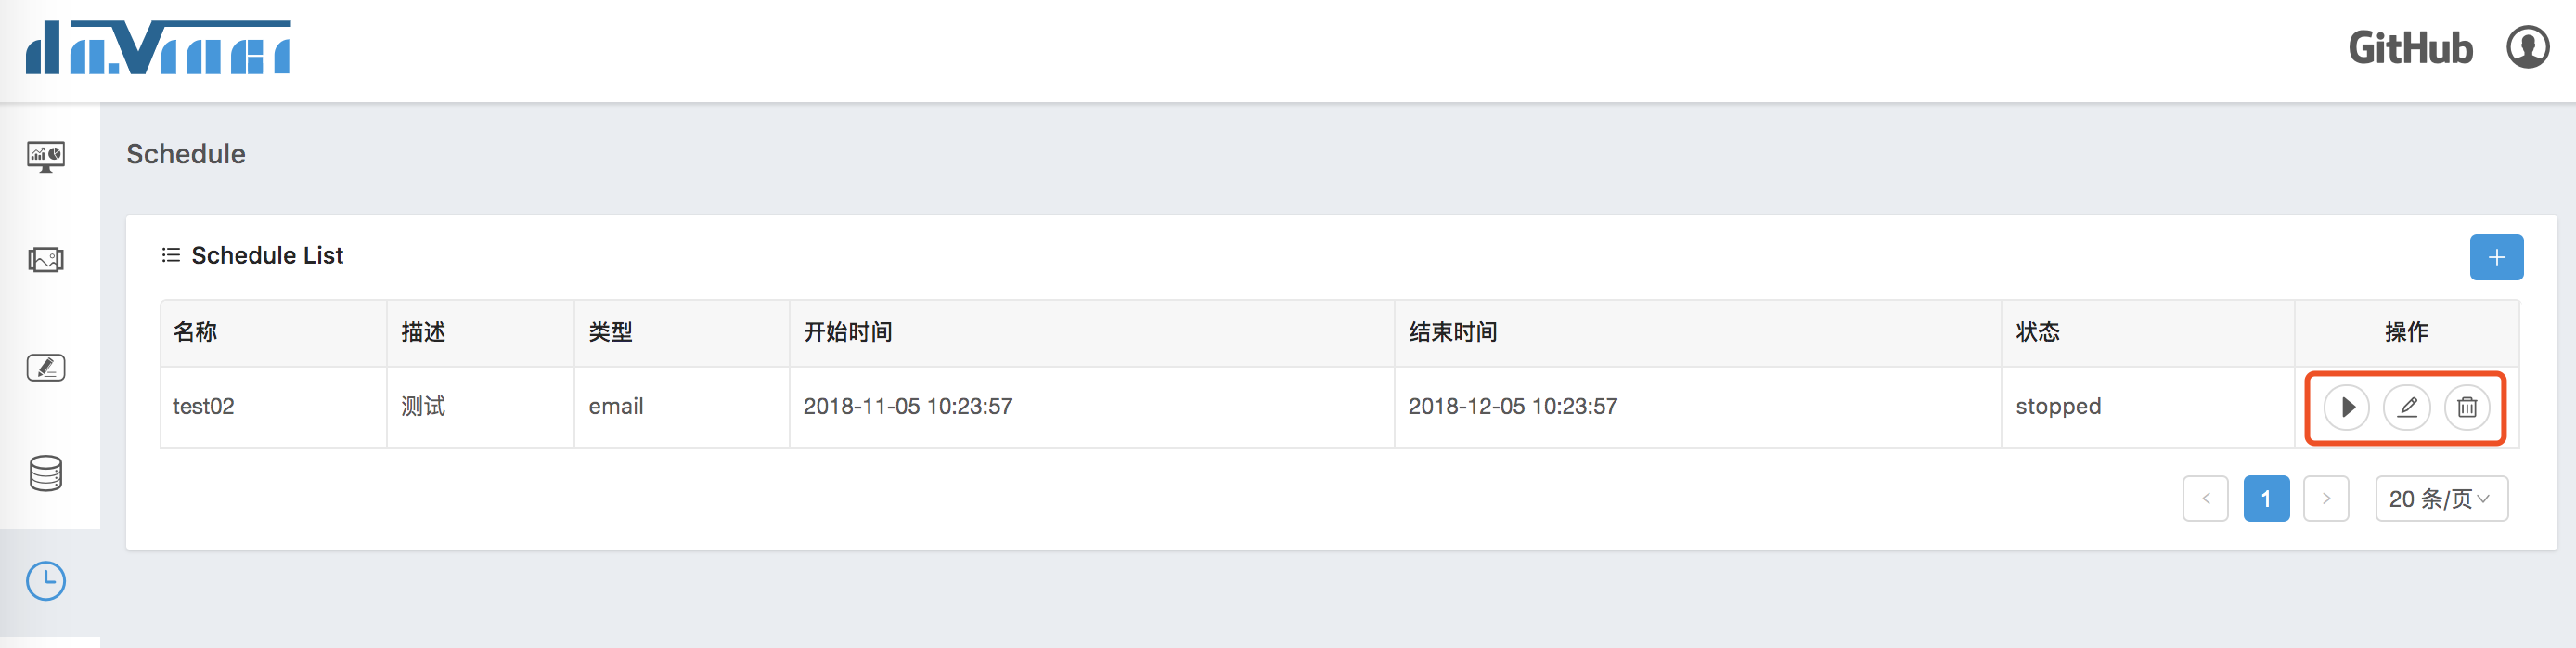 da.Vinci
GitHub
Schedule
Schedule List
名称 描述 类型 开始时间 结束时间 状态 操作
test02 测试 email 2018-11-05 10:23:57 2018-12-05 10:23:57 stopped
< 1 > 20 条/页